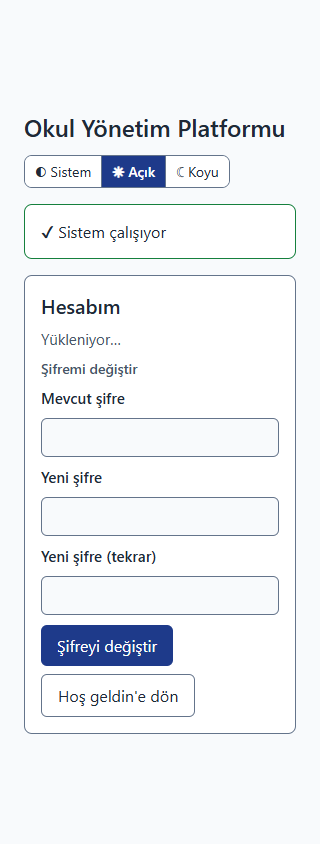 Okul Yönetim Platformu
◐ Sistem ☀ Açık ☾ Koyu
✓ Sistem çalışıyor
Hesabım
Yükleniyor...
Şifremi değiştir
Mevcut şifre
Yeni şifre
Yeni şifre (tekrar)
Şifreyi değiştir
Hoş geldin'e dön